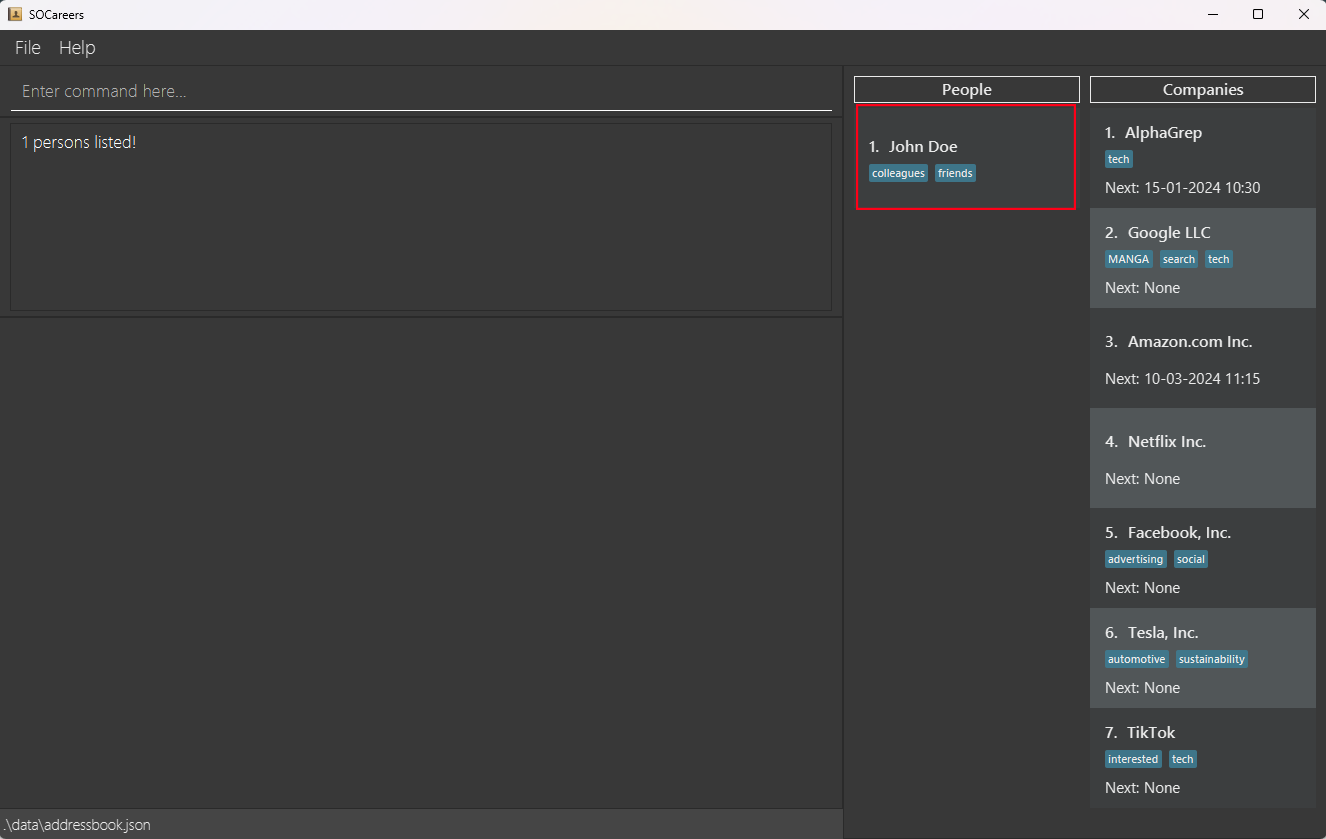 SOCareers
File Help
Enter command here...
1 persons listed!
People
1. John Doe
colleagues friends
Companies
1. AlphaGrep
tech
Next: 15-01-2024 10:30
2. Google LLC
MANGA search tech
Next: None
3. Amazon.com Inc.
Next: 10-03-2024 11:15
4. Netflix Inc.
Next: None
5. Facebook, Inc.
advertising social
Next: None
6. Tesla, Inc.
automotive sustainability
Next: None
7. TikTok
interested tech
Next: None
.\data\addressbook.json